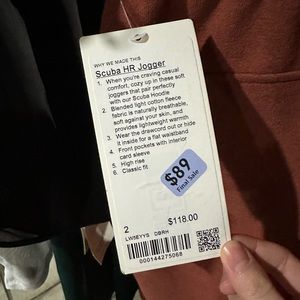 WHY WE MADE THIS
Scuba HR Jogger
1. When you're craving casual
comfort, cozy up in these soft
joggers that pair perfectly
with our Scuba Hoodie
2. Blended light cotton fleece
fabric is naturally breathable,
soft against your skin, and
provides lightweight warmth
3. Wear the drawcord out or hide
it inside for a flat waistband
4. Front pockets with interior
card sleeve
5. High rise
6. Classic fit
$89
Final Sale
2 $118.00
LW5EYYS DBRH
000144275068